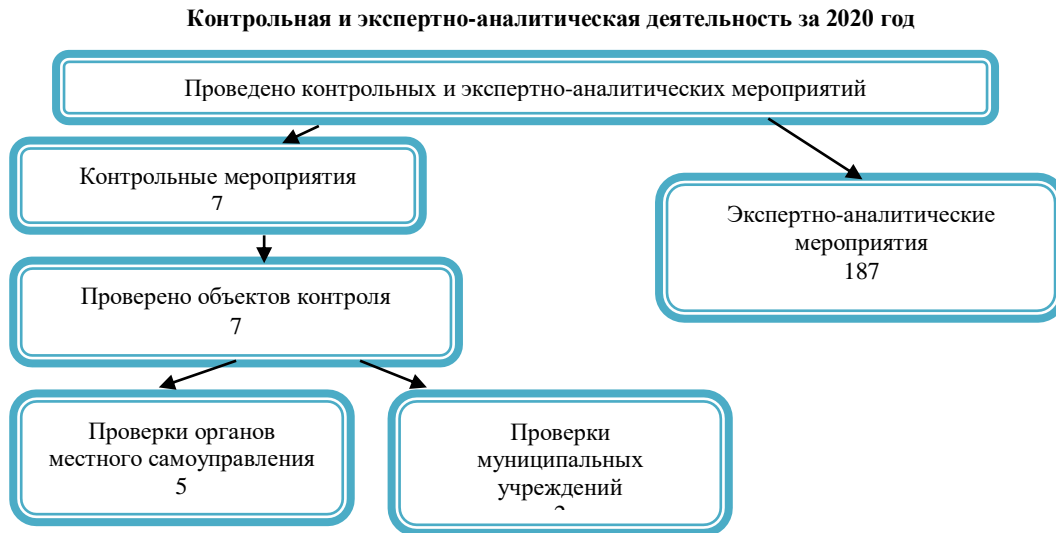 Контрольная и экспертно-аналитическая деятельность за 2020 год
Проведено контрольных и экспертно-аналитических мероприятий
Контрольные мероприятия
7
Экспертно-аналитические
мероприятия
187
Проверено объектов контроля
7
Проверки органов
местного самоуправления
5
Проверки
муниципальных
учреждений